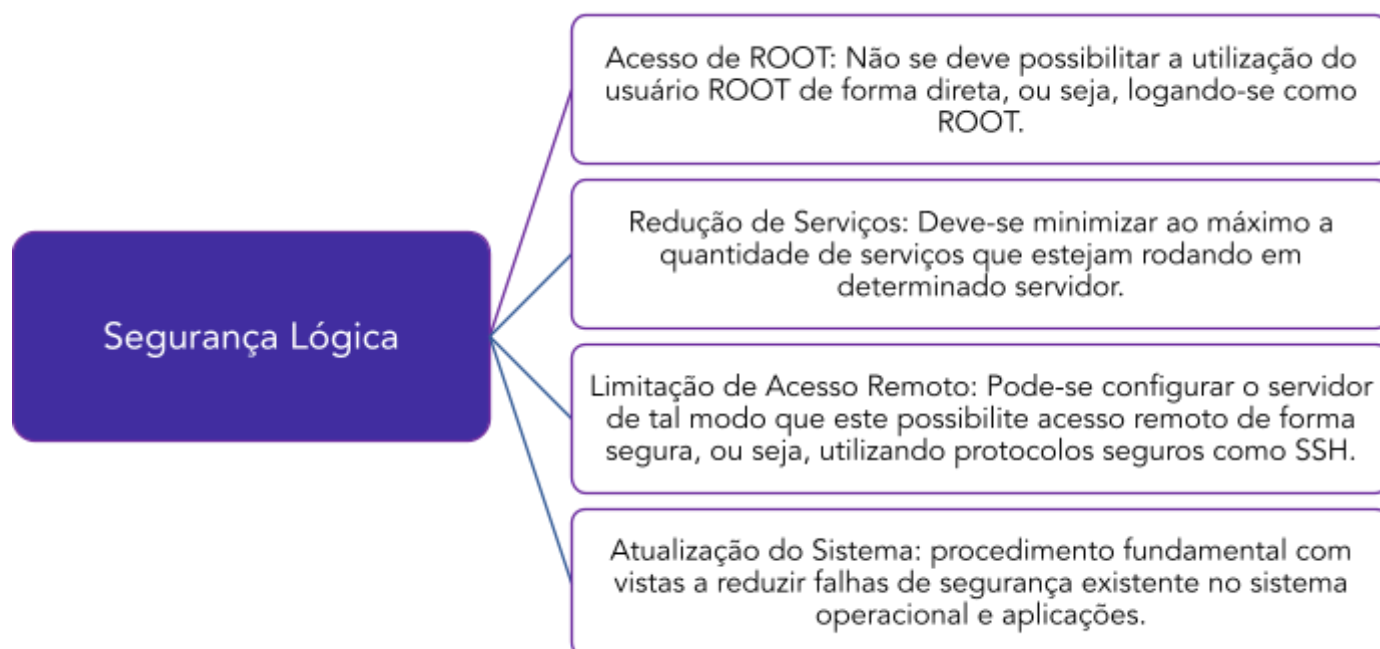 Segurança Lógica
Acesso de ROOT: Não se deve possibilitar a utilização do
usuário ROOT de forma direta, ou seja, logando-se como
ROOT.
Redução de Serviços: Deve-se minimizar ao máximo a
quantidade de serviços que estejam rodando em
determinado servidor.
Limitação de Acesso Remoto: Pode-se configurar o servidor
de tal modo que este possibilite acesso remoto de forma
segura, ou seja, utilizando protocolos seguros como SSH.
Atualização do Sistema: procedimento fundamental com
vistas a reduzir falhas de segurança existente no sistema
operacional e aplicações.